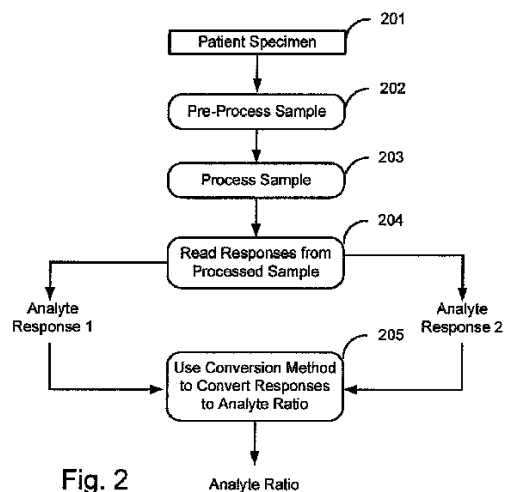 201
Patient Specimen
202
Pre-Process Sample
203
Process Sample
204
Read Responses from
Processed Sample
Analyte
Response 1
Analyte
Response 2
205
Use Conversion Method
to Convert Responses
to Analyte Ratio
Fig. 2
Analyte Ratio